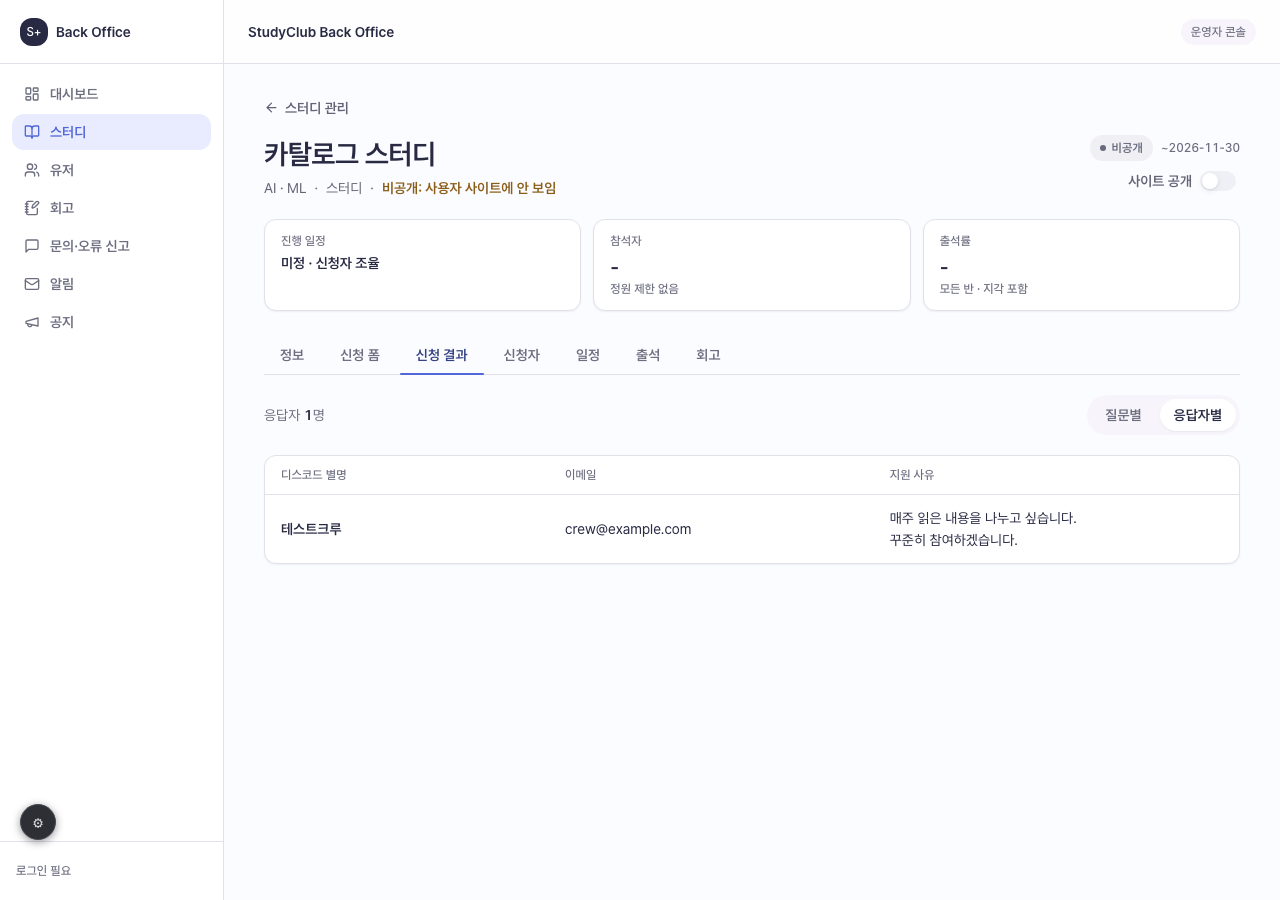 S+ Back Office
StudyClub Back Office
운영자 콘솔
대시보드
스터디
유저
회고
문의·오류 신고
알림
공지
로그인 필요
스터디 관리
카탈로그 스터디
비공개 ~2026-11-30
AI · ML · 스터디 · 비공개: 사용자 사이트에 안 보임
사이트 공개
진행 일정
미정 · 신청자 조율
참석자
-
정원 제한 없음
출석률
-
모든 반 · 지각 포함
정보 신청 폼 신청 결과 신청자 일정 출석 회고
응답자 1명
질문별 응답자별
디스코드 별명 이메일 지원 사유
테스트크루 crew@example.com 매주 읽은 내용을 나누고 싶습니다.
꾸준히 참여하겠습니다.